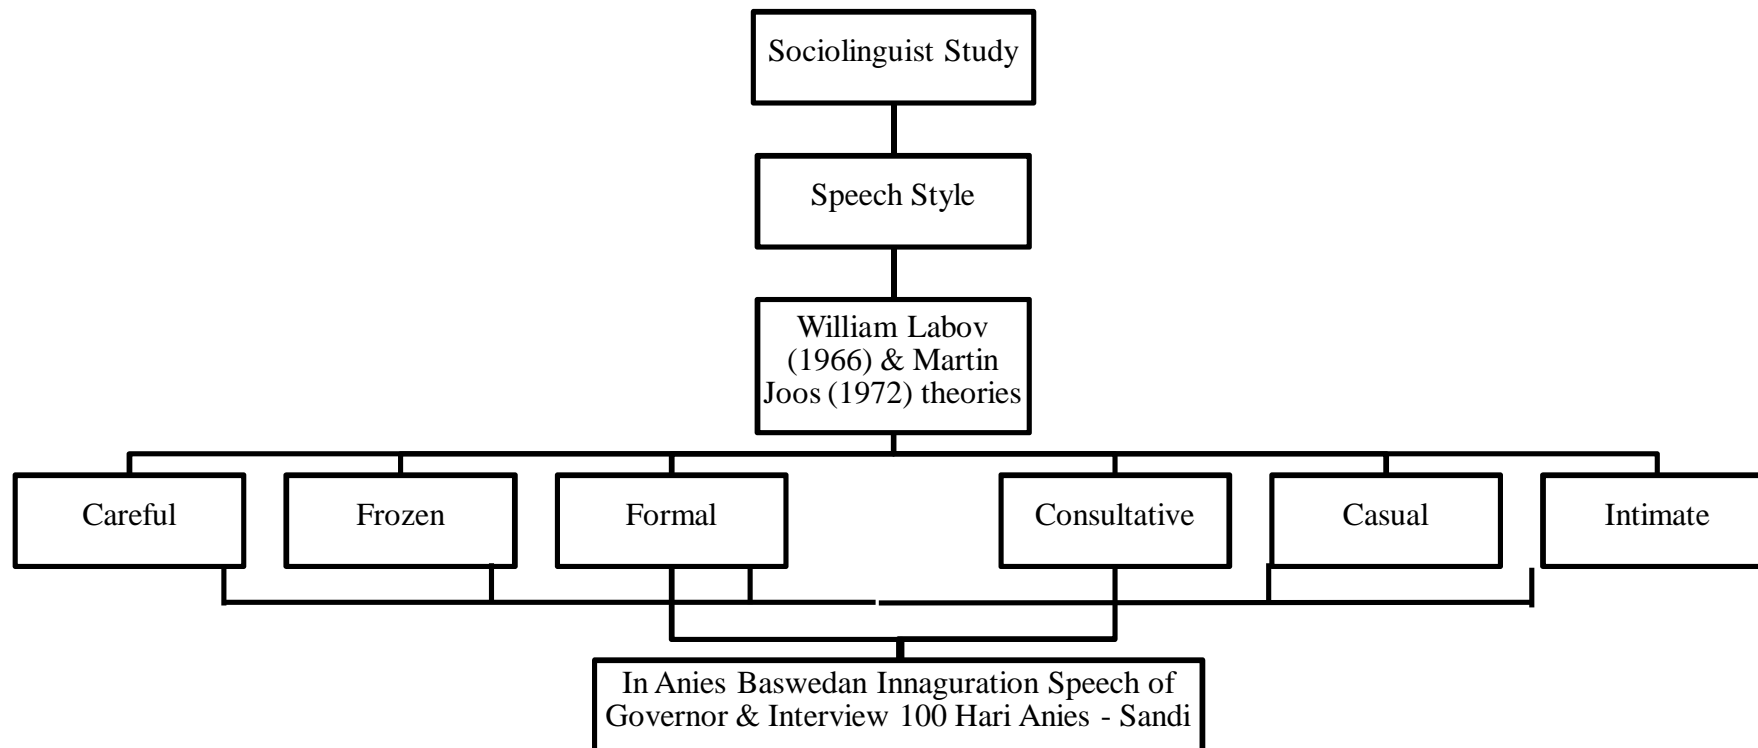 Sociolinguist Study
Speech Style
William Labov
(1966) & Martin
Joos (1972) theories
Careful
Frozen
Formal
Consultative
Casual
Intimate
In Anies Baswedan Innaguration Speech of
Governor & Interview 100 Hari Anies - Sandi